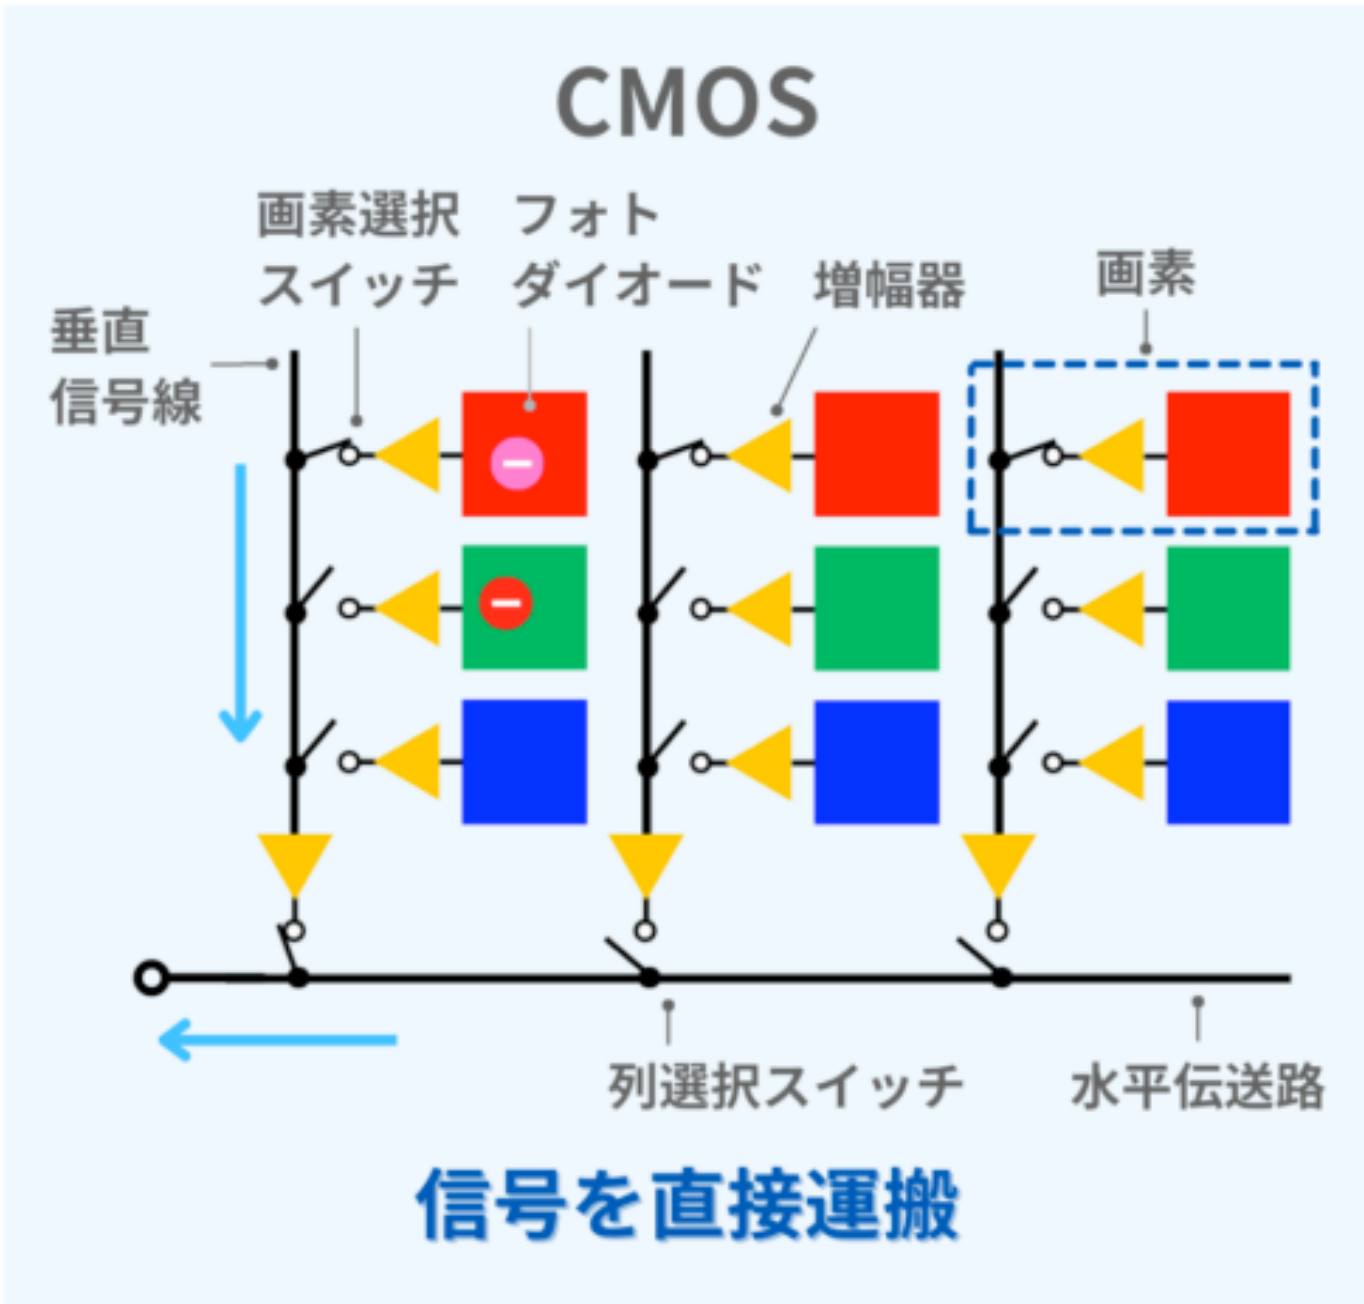 CMOS
画素選択
スイッチ
フォト
ダイオード
増幅器
画素
垂直
信号線
列選択スイッチ
水平伝送路
信号を直接運搬